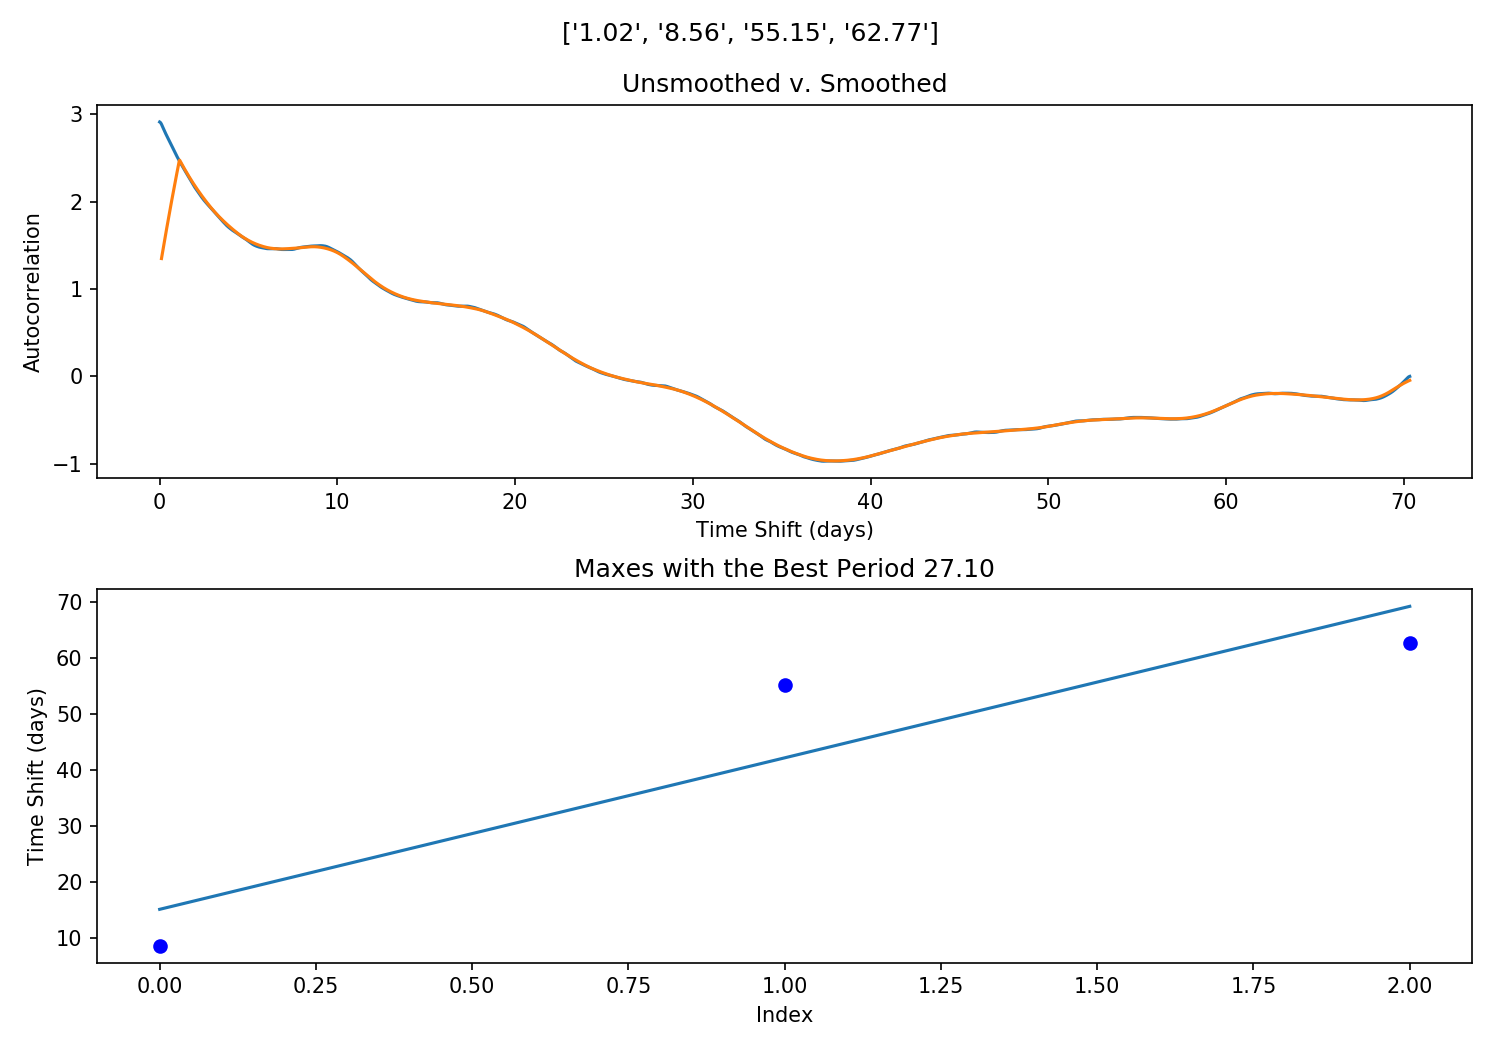 ['1.02', '8.56', '55.15', '62.77']
Unsmoothed v. Smoothed
3
2
1
0
−1
Autocorrelation
0 10 20 30 40 50 60 70
Time Shift (days)
Maxes with the Best Period 27.10
70
60
50
40
30
20
10
Time Shift (days)
0.00 0.25 0.50 0.75 1.00 1.25 1.50 1.75 2.00
Index